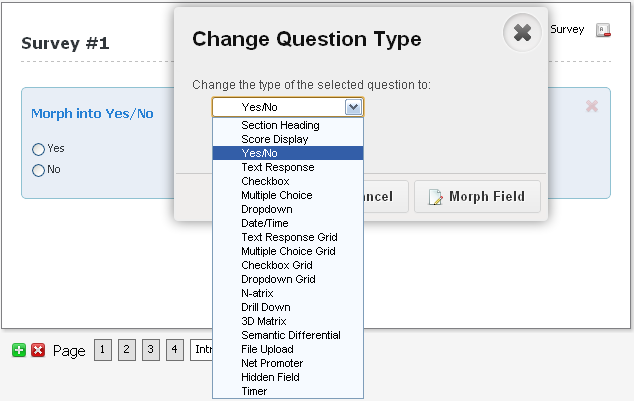 Survey #1
Survey
Change Question Type
Change the type of the selected question to:
Yes/No
Section Heading
Score Display
Yes/No
Text Response
Checkbox
Multiple Choice
Dropdown
Date/Time
Text Response Grid
Multiple Choice Grid
Checkbox Grid
Dropdown Grid
N-atrix
Drill Down
3D Matrix
Semantic Differential
File Upload
Net Promoter
Hidden Field
Timer
ncel
Morph Field
Morph into Yes/No
Yes
No
Page 1 2 3 4 Intr